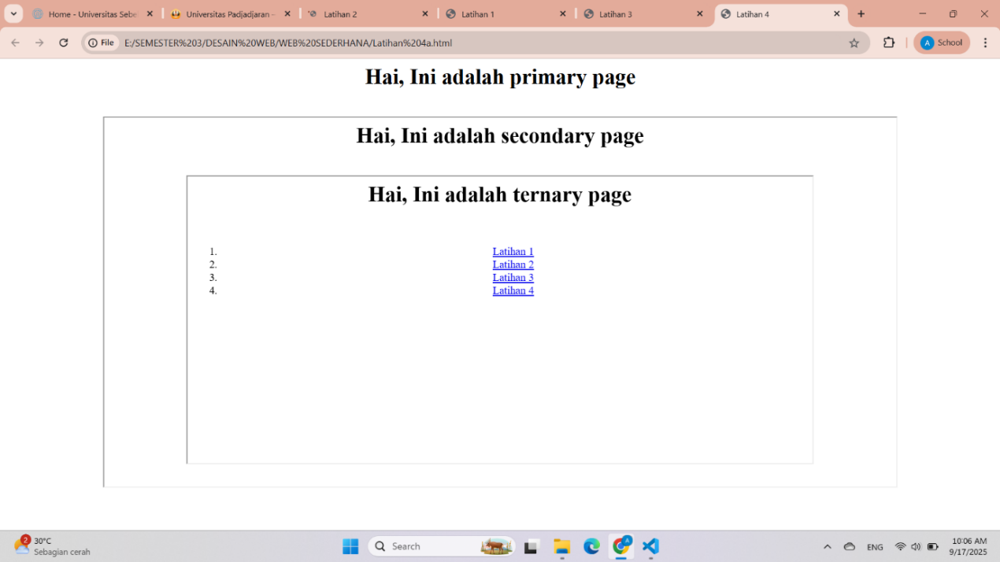 Home - Universitas Sebel
Universitas Padjadjaran –
Latihan 2
Latihan 1
Latihan 3
Latihan 4
File
E:/SEMESTER%203/DESAIN%20WEB/WEB%20SEDERHANA/Latihan%204a.html
A
School
Hai, Ini adalah primary page
Hai, Ini adalah secondary page
Hai, Ini adalah ternary page
1. Latihan 1
2. Latihan 2
3. Latihan 3
4. Latihan 4
2
30°C
Sebagian cerah
Search
A
ENG
10:06 AM
9/17/2025